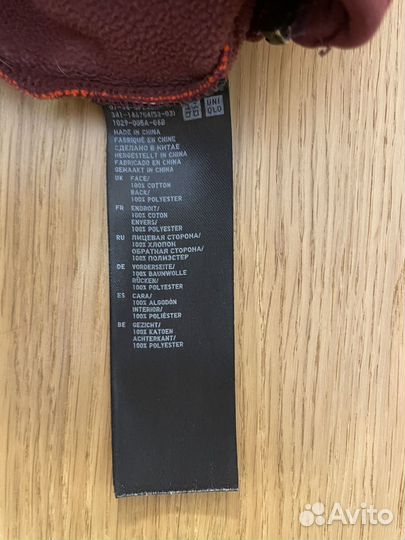 341-146754(53-03)
UNI
QLO
1029-005A-06B
MADE IN CHINA
FABRIQUÉ EN CHINE
СДЕЛАНО В КИТАЕ
HERGESTELLT IN CHINA
FABRICADO EN CHINA
GEMAAKT IN CHINA
UK FACE/
100% COTTON
BACK/
100% POLYESTER
FR ENDROIT/
100% COTON
ENVERS/
100% POLYESTER
RU ЛИЦЕВАЯ СТОРОНА/
100% ХЛОПОК
ОБРАТНАЯ СТОРОНА/
100% ПОЛИЭСТЕР
DE VORDERSEITE/
100% BAUMWOLLE
RÜCKEN/
100% POLYESTER
ES CARA/
100% ALGODÓN
INTERIOR/
100% POLIÉSTER
BE GEZICHT/
100% KATOEN
ACHTERKANT/
100% POLYESTER
Avito